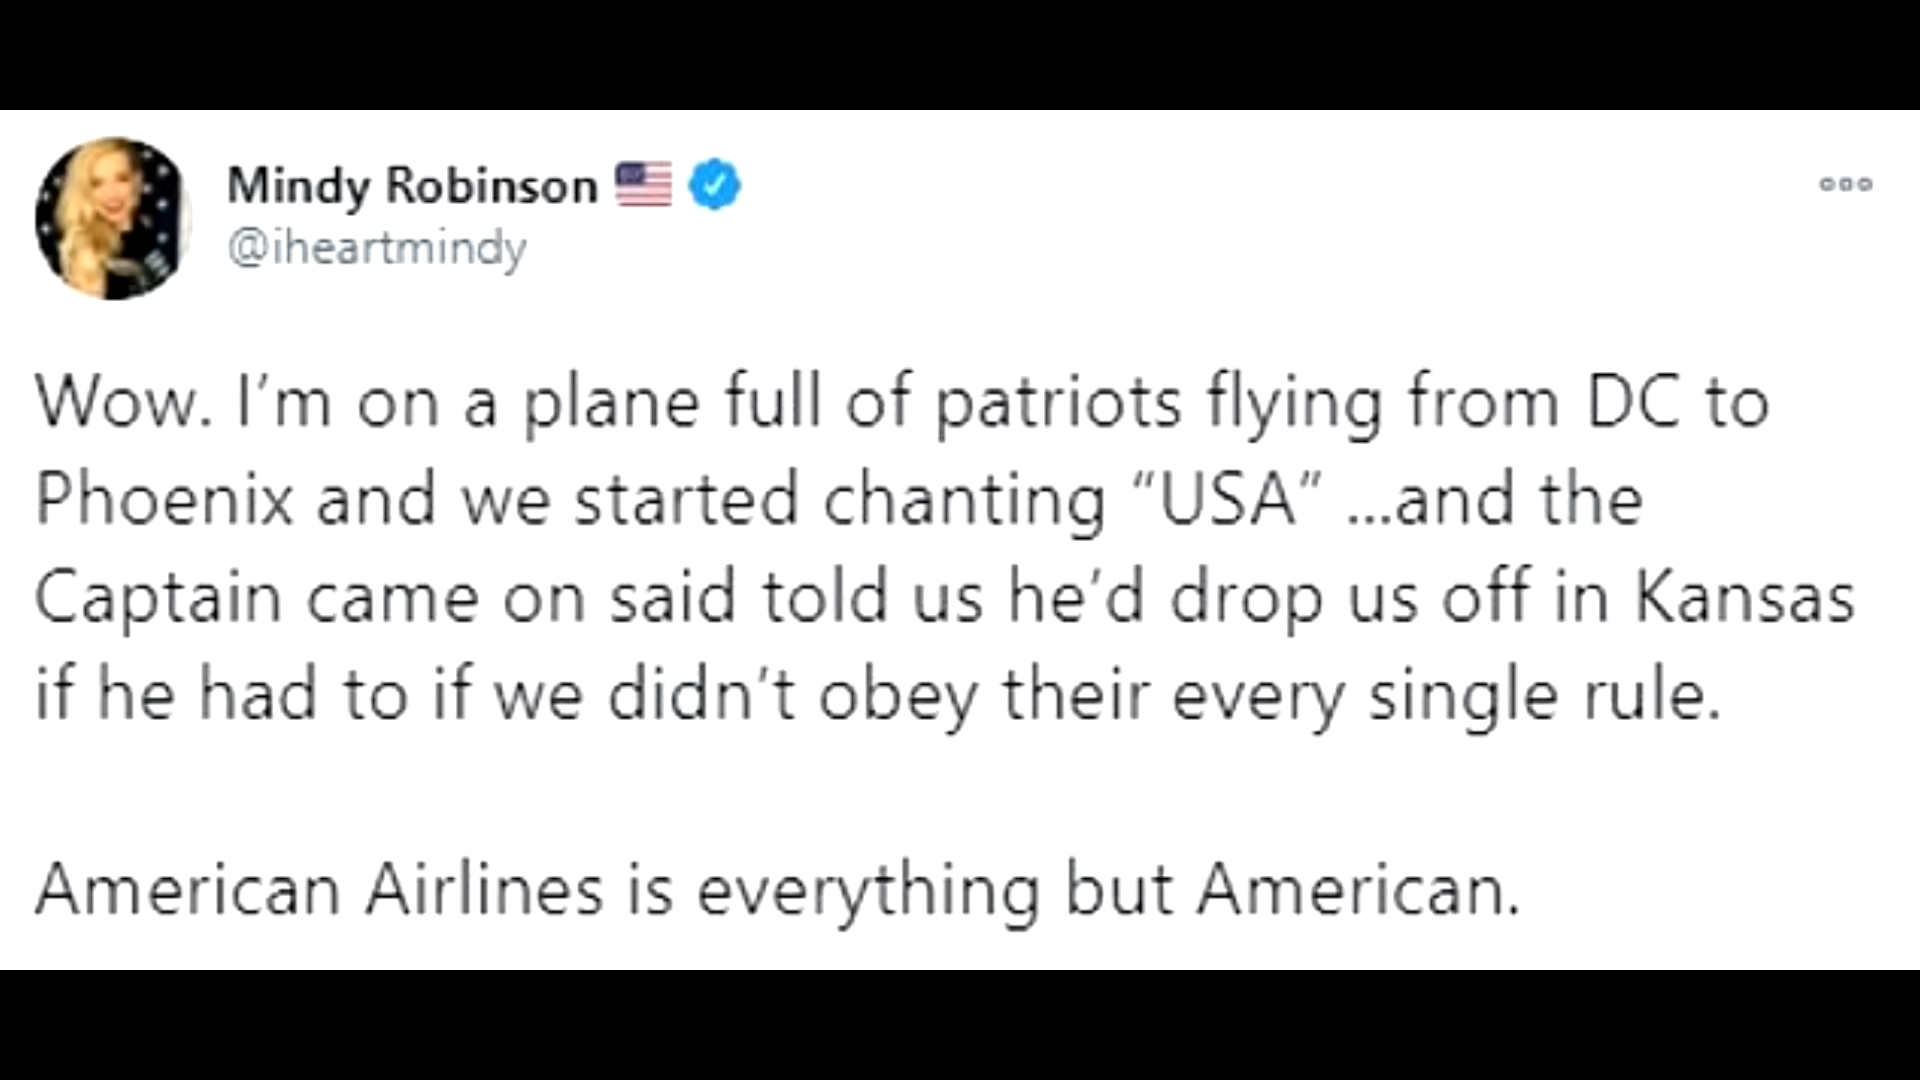 Mindy Robinson 🇺🇸
@iheartmindy
Wow. I’m on a plane full of patriots flying from DC to
Phoenix and we started chanting “USA” ...and the
Captain came on said told us he’d drop us off in Kansas
if he had to if we didn’t obey their every single rule.
American Airlines is everything but American.